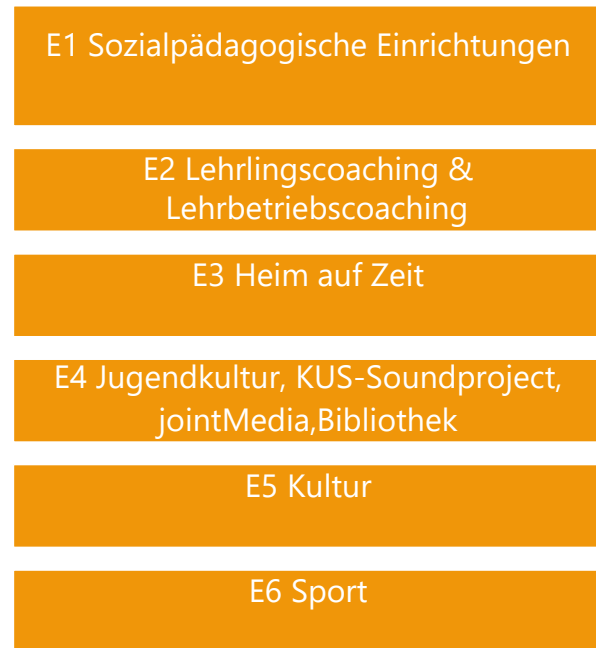 E1 Sozialpädagogische Einrichtungen
E2 Lehrlingscoaching &
Lehrbetriebscoaching
E3 Heim auf Zeit
E4 Jugendkultur, KUS-Soundproject,
jointMedia,Bibliothek
E5 Kultur
E6 Sport